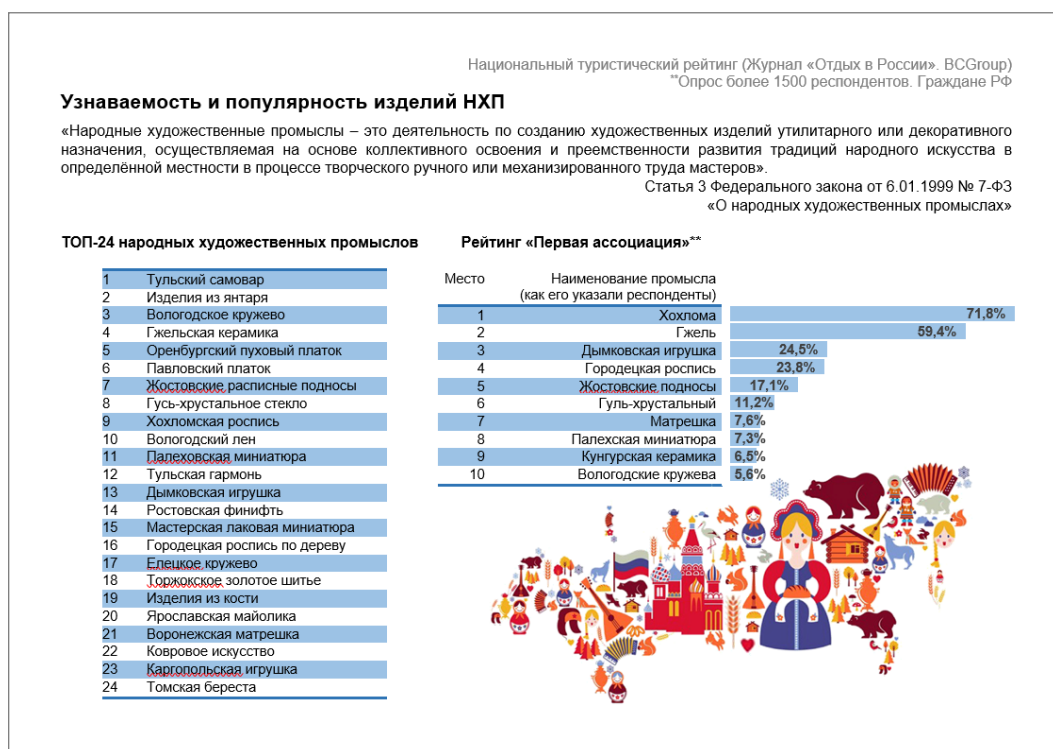 Национальный туристический рейтинг (Журнал «Отдых в России». BCGroup)
**Опрос более 1500 респондентов. Граждане РФ
Узнаваемость и популярность изделий НХП
«Народные художественные промыслы – это деятельность по созданию художественных изделий утилитарного или декоративного
назначения, осуществляемая на основе коллективного освоения и преемственности развития традиций народного искусства в
определённой местности в процессе творческого ручного или механизированного труда мастеров».
Статья 3 Федерального закона от 6.01.1999 № 7-ФЗ
«О народных художественных промыслах»
ТОП-24 народных художественных промыслов
1 Тульский самовар
2 Изделия из янтаря
3 Вологодское кружево
4 Гжельская керамика
5 Оренбургский пуховый платок
6 Павловский платок
7 Жостовские расписные подносы
8 Гусь-хрустальное стекло
9 Хохломская роспись
10 Вологодский лен
11 Палеховская миниатюра
12 Тульская гармонь
13 Дымковская игрушка
14 Ростовская финифть
15 Мастерская лаковая миниатюра
16 Городецкая роспись по дереву
17 Елецкое кружево
18 Торжокское золотое шитье
19 Изделия из кости
20 Ярославская майолика
21 Воронежская матрешка
22 Ковровое искусство
23 Каргопольская игрушка
24 Томская береста
Рейтинг «Первая ассоциация»**
Место Наименование промысла
(как его указали респонденты)
1 Хохлома 71,8%
2 Гжель 59,4%
3 Дымковская игрушка 24,5%
4 Городецкая роспись 23,8%
5 Жостовские подносы 17,1%
6 Гуль-хрустальный 11,2%
7 Матрешка 7,6%
8 Палехская миниатюра 7,3%
9 Кунгурская керамика 6,5%
10 Вологодские кружева 5,6%